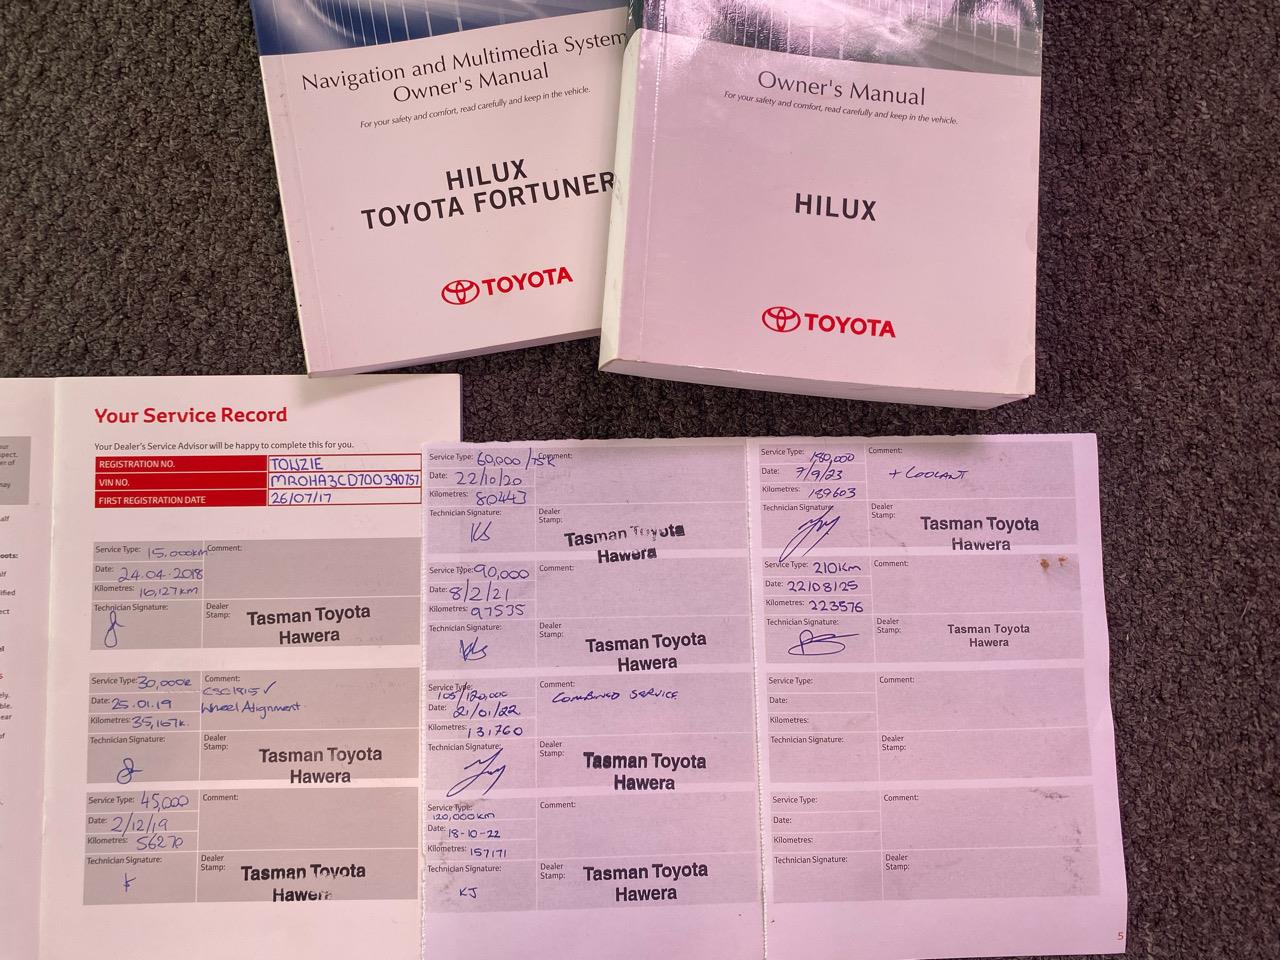 Navigation and Multimedia System
Owner's Manual
For your safety and comfort, read carefully and keep in the vehicle.
HILUX
TOYOTA FORTUNER
TOYOTA
Owner's Manual
For your safety and comfort, read carefully and keep in the vehicle.
HILUX
TOYOTA
Your Service Record
Your Dealer's Service Advisor will be happy to complete this for you.
REGISTRATION NO. TOWZIE
VIN NO. MROHA3CD700390757
FIRST REGISTRATION DATE 26/07/17
Service Type: 15,000km Comment:
Date: 24.04.2018
Kilometres: 16,127km
Technician Signature: Dealer Stamp: Tasman Toyota
Hawera
Service Type: 30,000k Comment:
CSC1815 ✓
Date: 25.01.19 Wheel Alignment
Kilometres: 35,167k.
Technician Signature: Dealer Stamp: Tasman Toyota
Hawera
Service Type: 45,000 Comment:
Date: 2/12/19
Kilometres: 56270
Technician Signature: Dealer Stamp: Tasman Toyota
Hawera
Service Type: 60,000/75K Comment:
Date: 22/10/20
Kilometres: 80443
Technician Signature: KS Dealer Stamp: Tasman Toyota
Hawera
Service Type: 90,000 Comment:
Date: 8/2/21
Kilometres: 97535
Technician Signature: KS Dealer Stamp: Tasman Toyota
Hawera
Service Type: 105/120,000 Comment: COMBINED SERVICE
Date: 21/01/22
Kilometres: 131760
Technician Signature: Dealer Stamp: Tasman Toyota
Hawera
Service Type: 120,000km Comment:
Date: 18-10-22
Kilometres: 157171
Technician Signature: KJ Dealer Stamp: Tasman Toyota
Hawera
Service Type: 180,000 Comment:
Date: 7/9/23 + COOLANT
Kilometres: 189603
Technician Signature: Dealer Stamp: Tasman Toyota
Hawera
Service Type: 210km Comment:
Date: 22/08/25
Kilometres: 223576
Technician Signature: Dealer Stamp: Tasman Toyota
Hawera
Service Type: Comment:
Date:
Kilometres:
Technician Signature: Dealer Stamp:
Service Type: Comment:
Date:
Kilometres:
Technician Signature: Dealer Stamp:
5